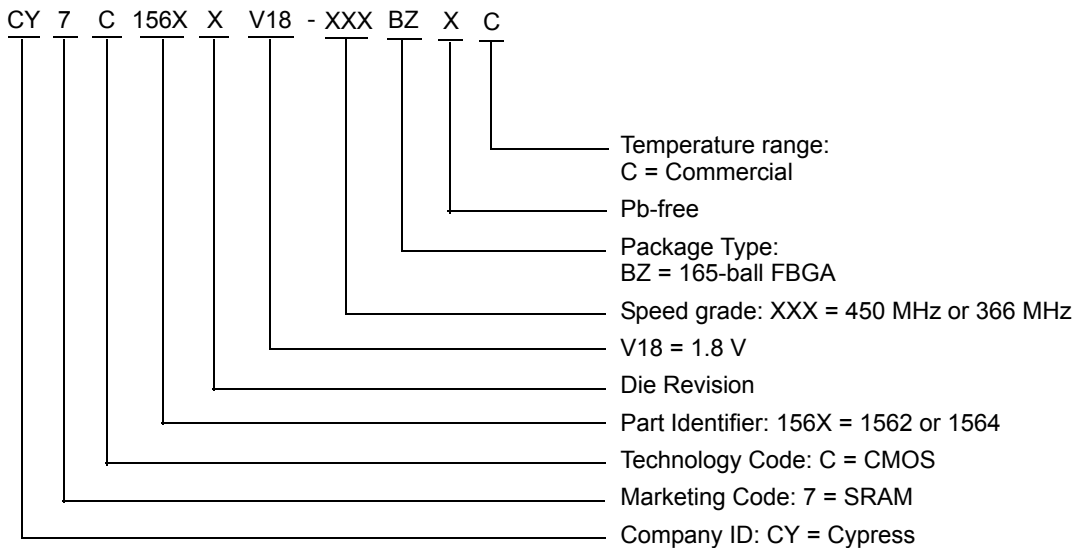 CY 7 C 156X X V18 - XXX BZ X C
Temperature range:
C = Commercial
Pb-free
Package Type:
BZ = 165-ball FBGA
Speed grade: XXX = 450 MHz or 366 MHz
V18 = 1.8 V
Die Revision
Part Identifier: 156X = 1562 or 1564
Technology Code: C = CMOS
Marketing Code: 7 = SRAM
Company ID: CY = Cypress